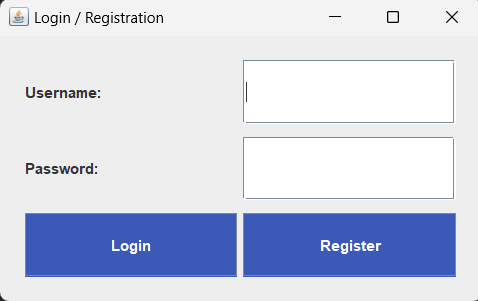 Login / Registration
Username:
Password:
Login Register